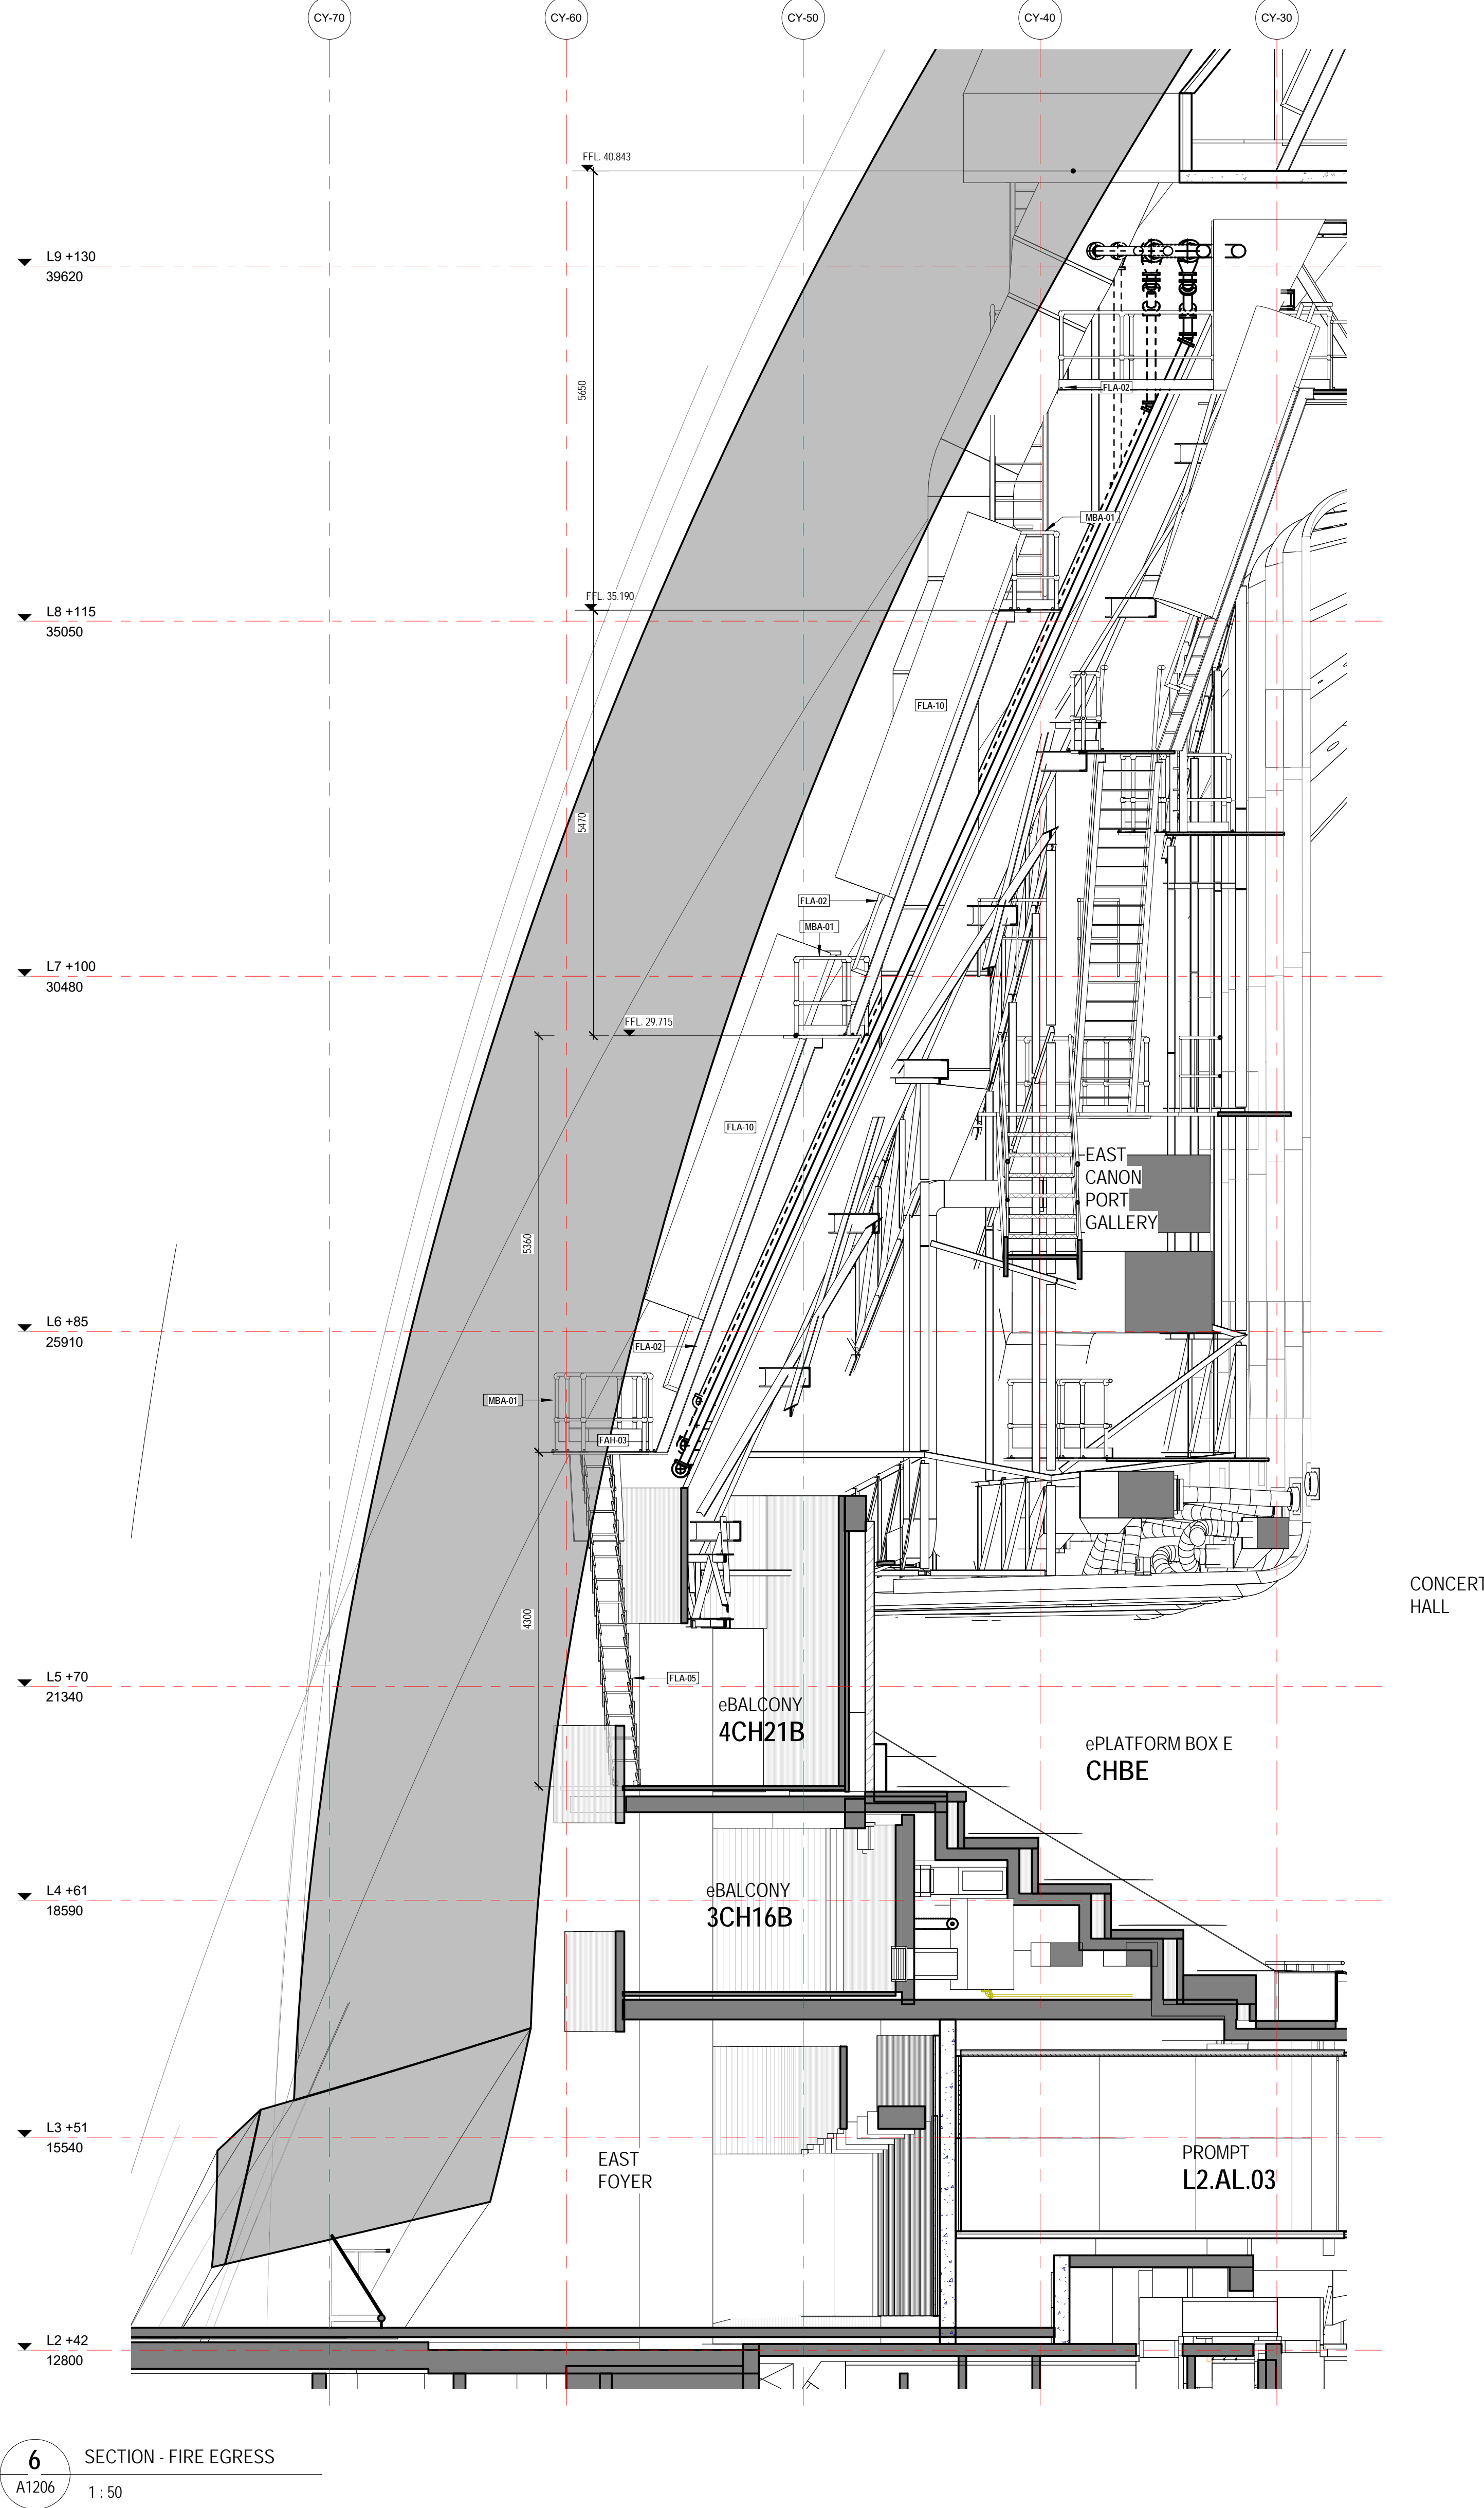 CY-70
CY-60
CY-50
CY-40
CY-30
FFL. 40.843
L9 +130
39620
5650
FLA-02
MBA-01
FFL. 35.190
L8 +115
35050
FLA-10
5470
FLA-02
MBA-01
L7 +100
30480
FFL. 29.715
FLA-10
EAST
CANON
PORT
GALLERY
5360
L6 +85
25910
FLA-02
MBA-01
FAH-03
CONCERT
HALL
4300
FLA-05
L5 +70
21340
eBALCONY
4CH21B
ePLATFORM BOX E
CHBE
L4 +61
18590
eBALCONY
3CH16B
L3 +51
15540
EAST
FOYER
PROMPT
L2.AL.03
L2 +42
12800
6
A1206
SECTION - FIRE EGRESS
1 : 50